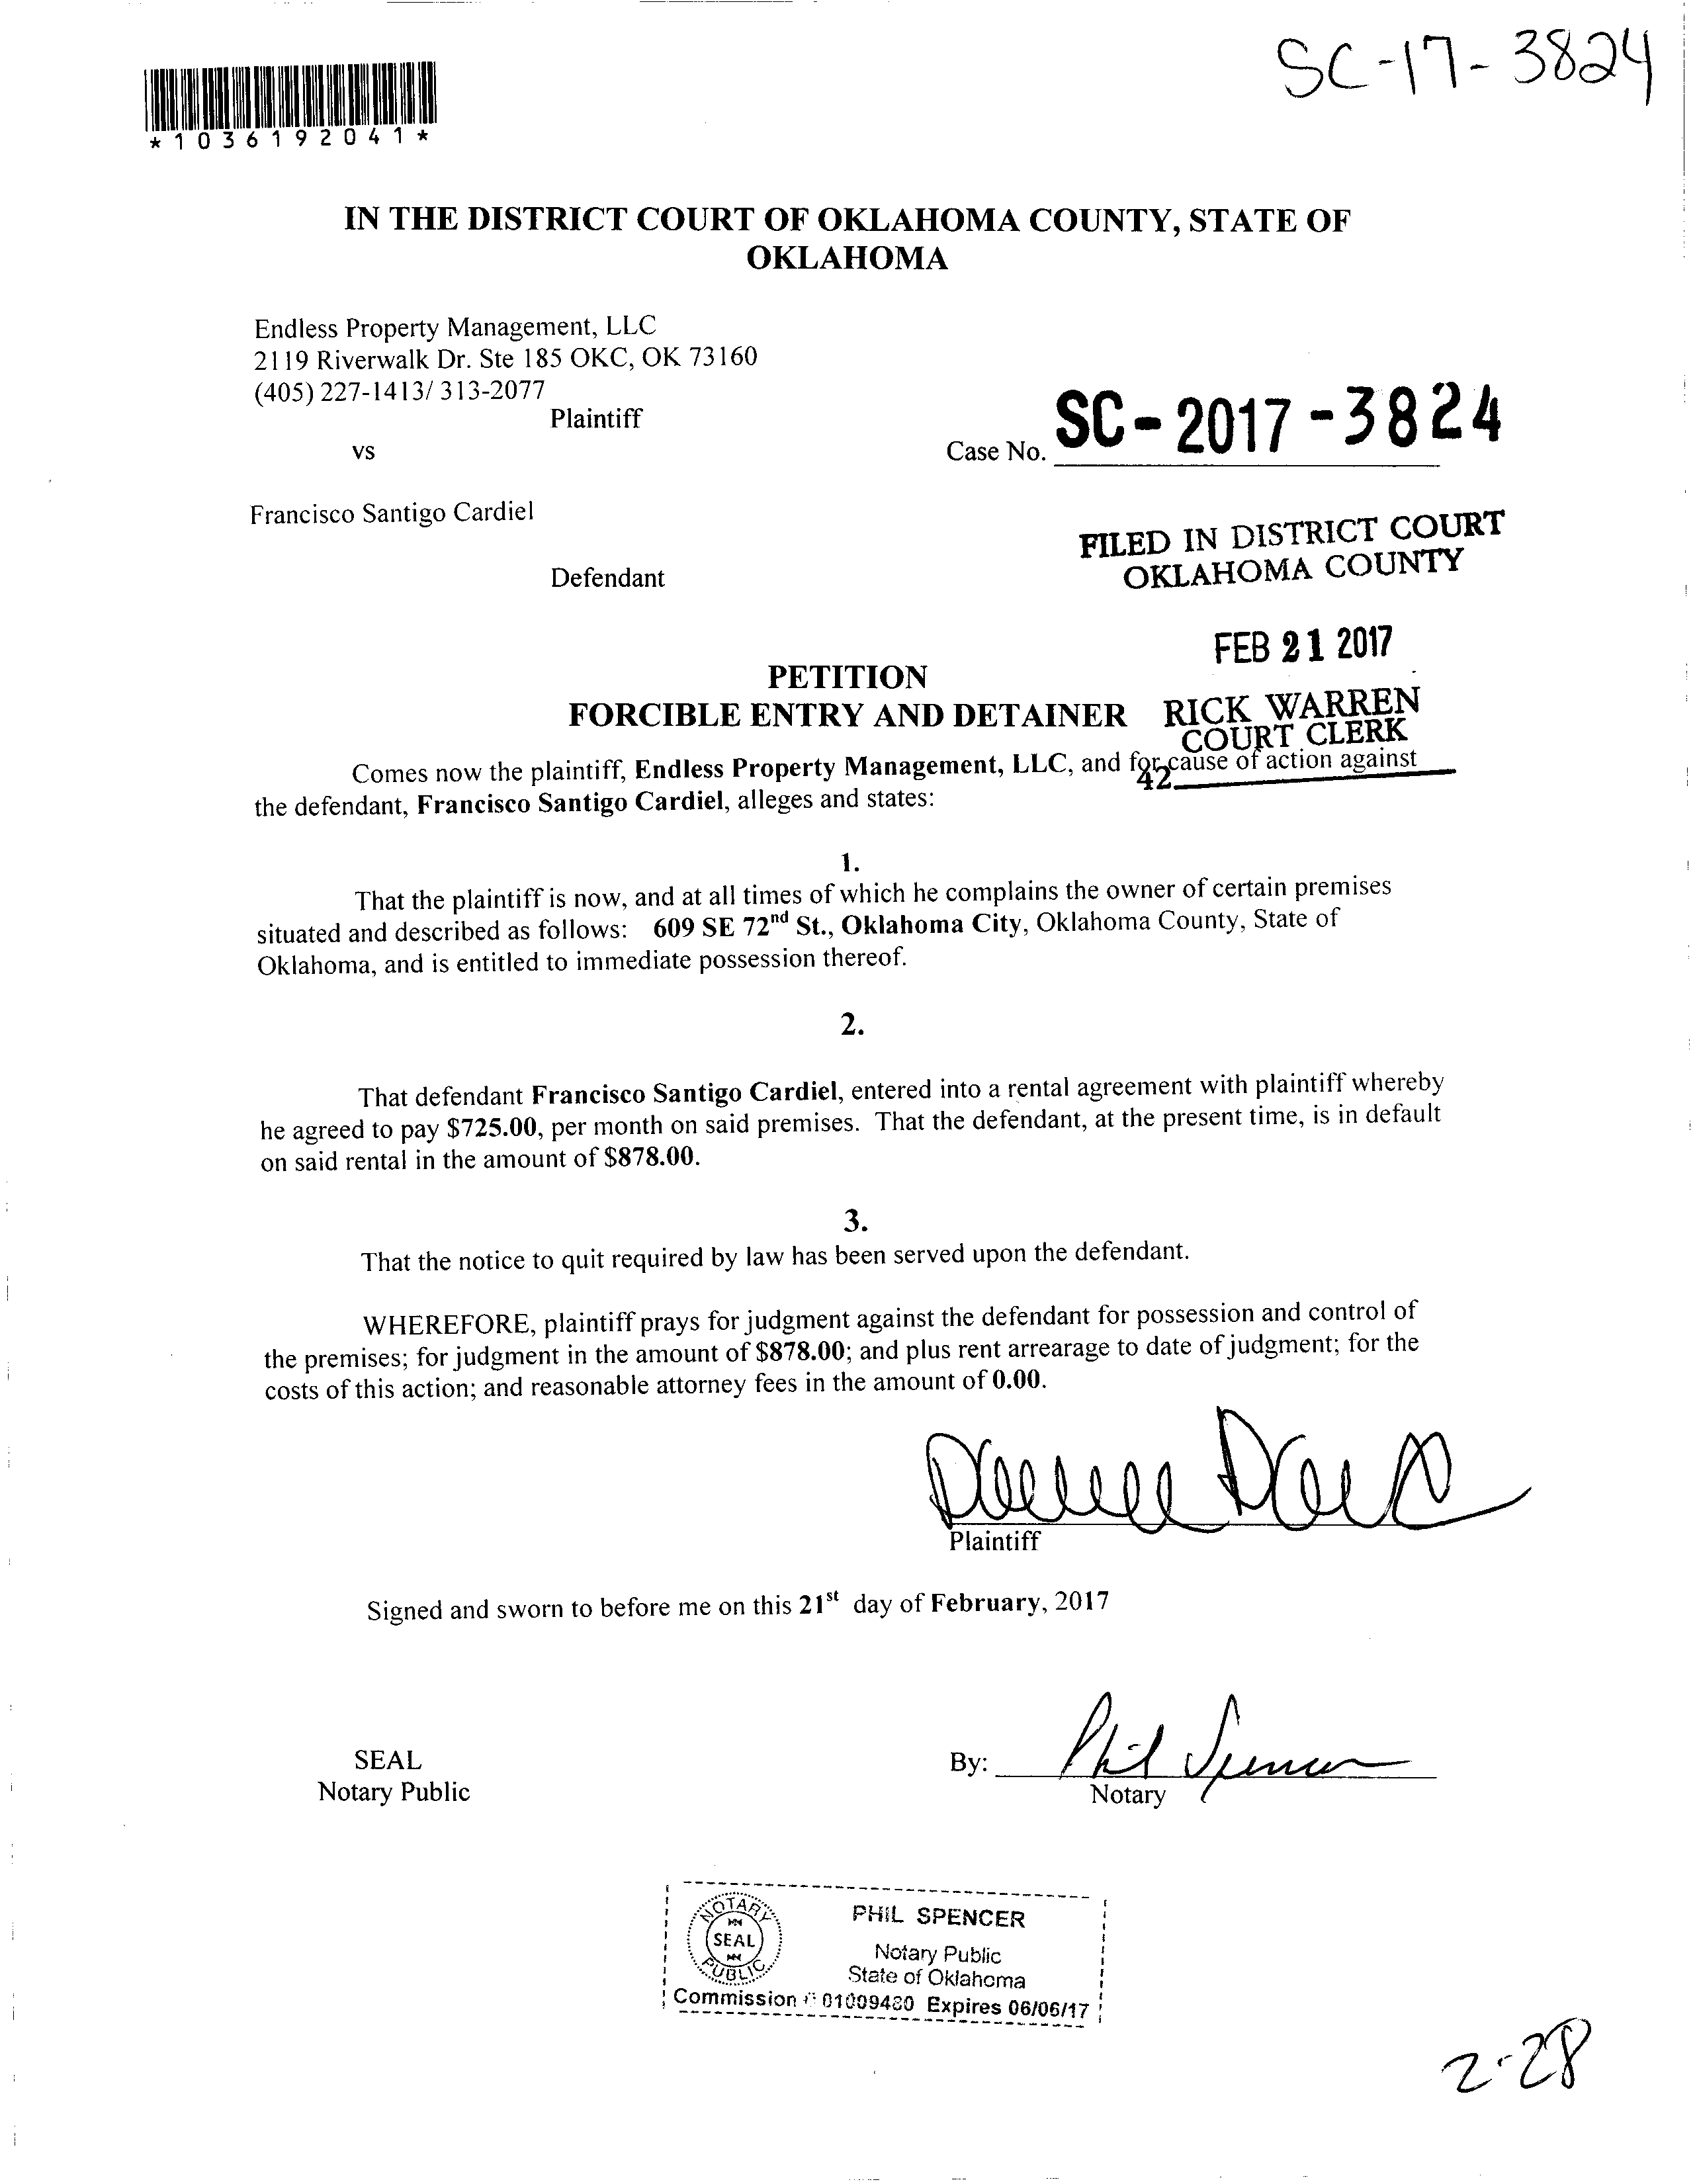 SC-17-3824
*1036192041*
IN THE DISTRICT COURT OF OKLAHOMA COUNTY, STATE OF
OKLAHOMA
Endless Property Management, LLC
2119 Riverwalk Dr. Ste 185 OKC, OK 73160
(405) 227-1413/ 313-2077
Plaintiff
vs
Case No. SC-2017-3824
Francisco Santigo Cardiel
Defendant
FILED IN DISTRICT COURT
OKLAHOMA COUNTY
FEB 21 2017
RICK WARREN
COURT CLERK
42
PETITION
FORCIBLE ENTRY AND DETAINER
Comes now the plaintiff, Endless Property Management, LLC, and for cause of action against
the defendant, Francisco Santigo Cardiel, alleges and states:
1.
That the plaintiff is now, and at all times of which he complains the owner of certain premises
situated and described as follows: 609 SE 72nd St., Oklahoma City, Oklahoma County, State of
Oklahoma, and is entitled to immediate possession thereof.
2.
That defendant Francisco Santigo Cardiel, entered into a rental agreement with plaintiff whereby
he agreed to pay $725.00, per month on said premises. That the defendant, at the present time, is in default
on said rental in the amount of $878.00.
3.
That the notice to quit required by law has been served upon the defendant.
WHEREFORE, plaintiff prays for judgment against the defendant for possession and control of
the premises; for judgment in the amount of $878.00; and plus rent arrearage to date of judgment; for the
costs of this action; and reasonable attorney fees in the amount of 0.00.
Plaintiff
Signed and sworn to before me on this 21st day of February, 2017
SEAL
Notary Public
By: Phil Spencer
Notary
NOTARY
SEAL
PUBLIC
PHIL SPENCER
Notary Public
State of Oklahoma
Commission # 01009480 Expires 06/06/17
2-28